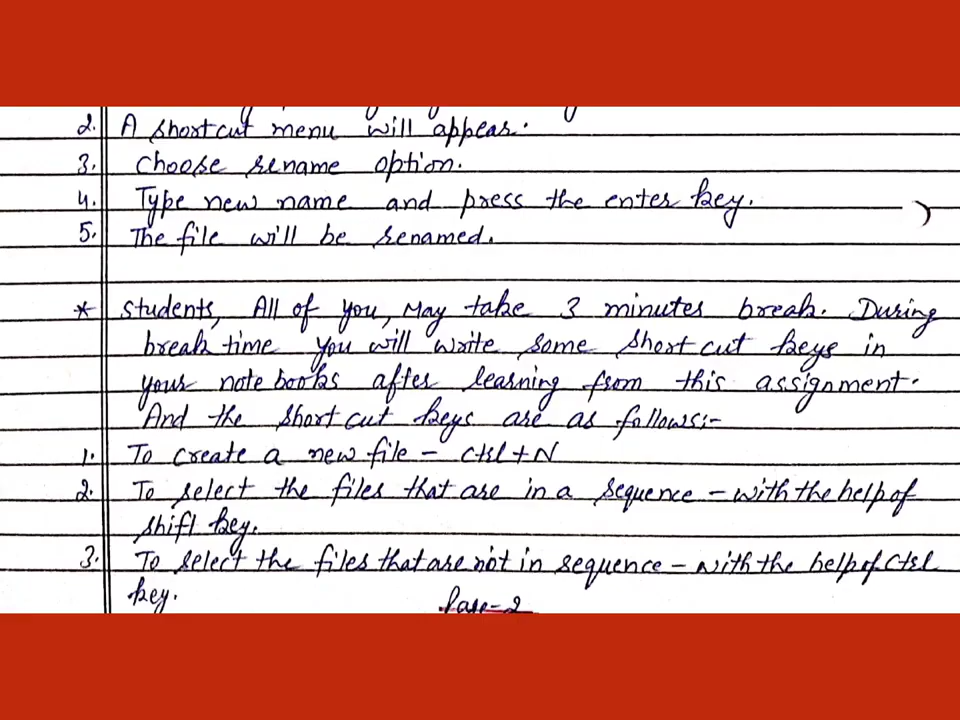 2. A shortcut menu will appear.
3. Choose rename option.
4. Type new name and press the enter key.
5. The file will be renamed.
* Students, All of you, May take 3 minutes break. During
break time you will write some short cut keys in
your note books after learning from this assignment.
And the short cut keys are as follows:-
1. To create a new file - Ctrl + N
2. To select the files that are in a sequence - with the help of
shift key.
3. To select the files that are not in sequence - with the help of Ctrl
key.
Page-2